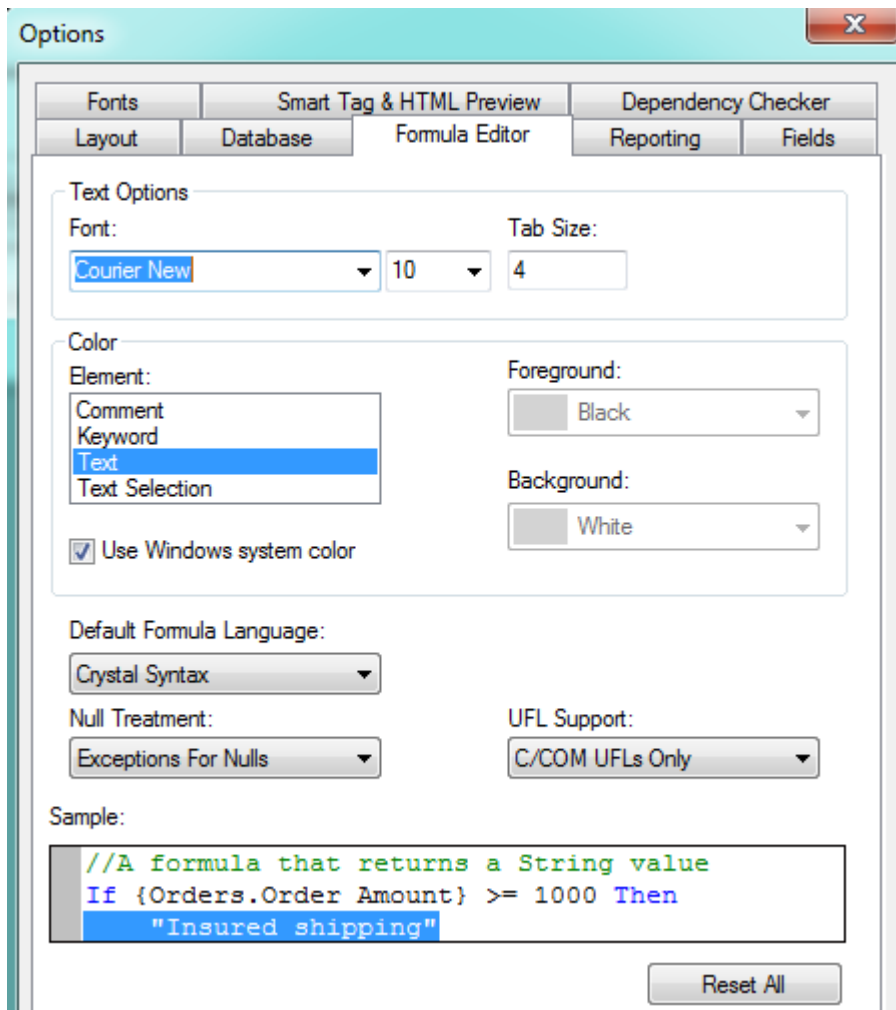 Options
Fonts Smart Tag & HTML Preview Dependency Checker
Layout Database Formula Editor Reporting Fields
Text Options
Font: Tab Size:
Courier New 10 4
Color
Element: Foreground:
Comment Black
Keyword
Text
Text Selection Background:
White
Use Windows system color
Default Formula Language:
Crystal Syntax
Null Treatment: UFL Support:
Exceptions For Nulls C/COM UFLs Only
Sample:
//A formula that returns a String value
If {Orders.Order Amount} >= 1000 Then
"Insured shipping"
Reset All